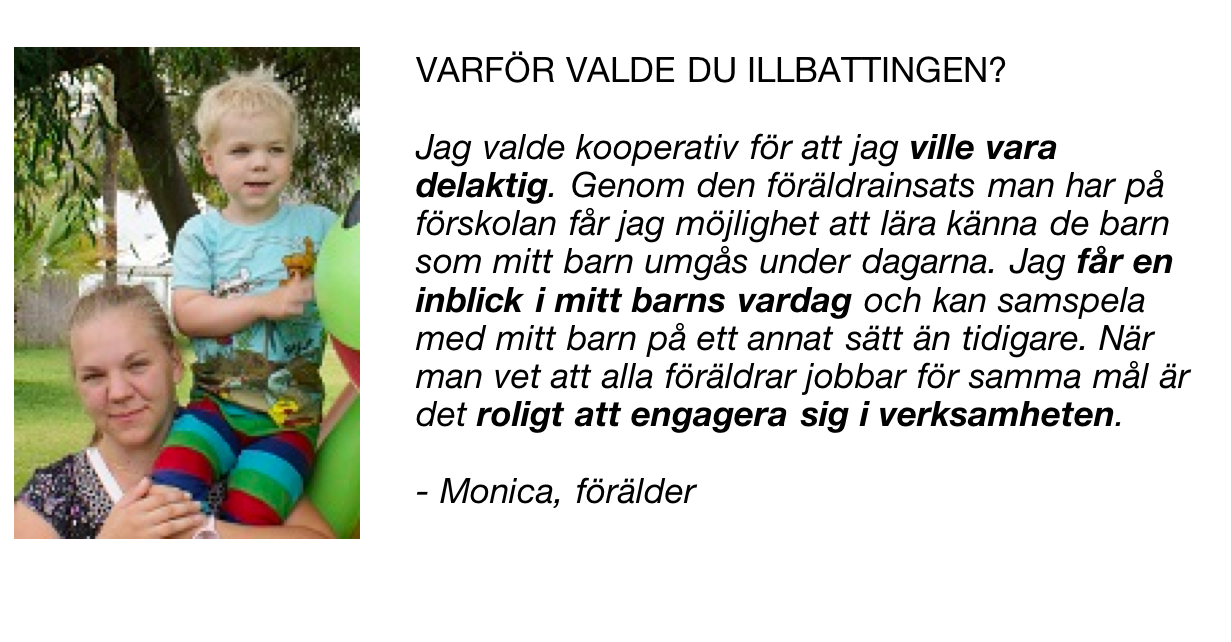 VARFÖR VALDE DU ILLBATTINGEN?
Jag valde kooperativ för att jag ville vara
delaktig. Genom den föräldrainsats man har på
förskolan får jag möjlighet att lära känna de barn
som mitt barn umgås under dagarna. Jag får en
inblick i mitt barns vardag och kan samspela
med mitt barn på ett annat sätt än tidigare. När
man vet att alla föräldrar jobbar för samma mål är
det roligt att engagera sig i verksamheten.
- Monica, förälder